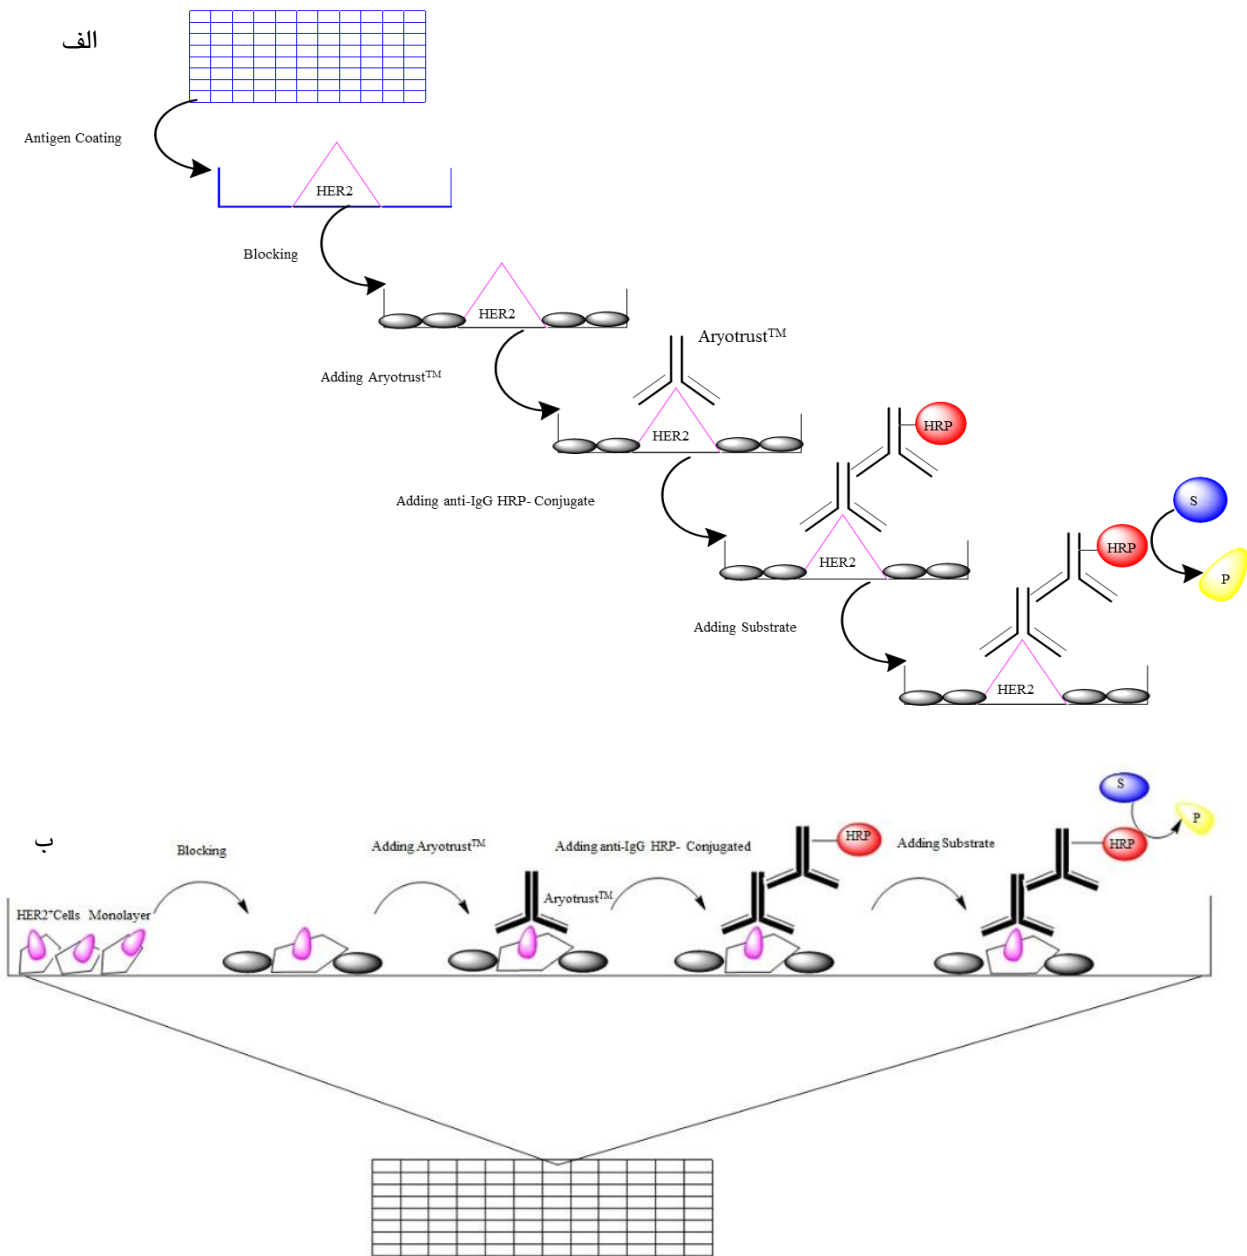 الف
Antigen Coating
HER2
Blocking
HER2
Adding Aryotrust™
Aryotrust™
HER2
HRP
Adding anti-IgG HRP- Conjugate
HER2
S
HRP
P
Adding Substrate
HER2
ب
Blocking
Adding Aryotrust™
Adding anti-IgG HRP- Conjugated
HRP
Adding Substrate
S
P
HRP
HER2⁺Cells Monolayer
Aryotrust™